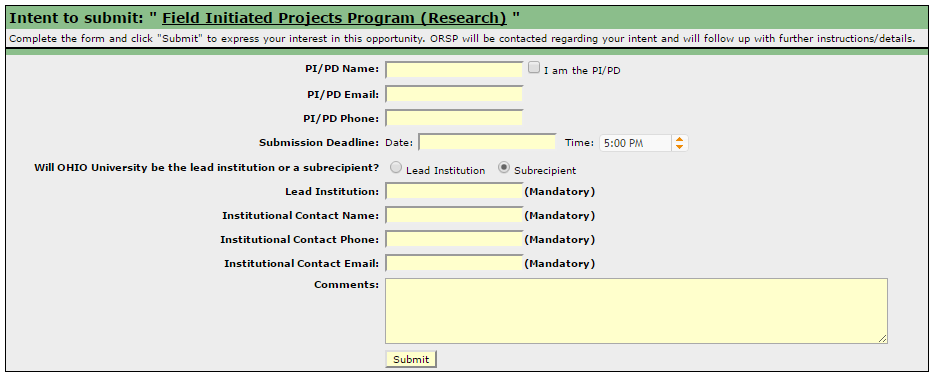 Intent to submit: " Field Initiated Projects Program (Research) "
Complete the form and click "Submit" to express your interest in this opportunity. ORSP will be contacted regarding your intent and will follow up with further instructions/details.
PI/PD Name: I am the PI/PD
PI/PD Email:
PI/PD Phone:
Submission Deadline: Date: Time: 5:00 PM
Will OHIO University be the lead institution or a subrecipient? Lead Institution Subrecipient
Lead Institution: (Mandatory)
Institutional Contact Name: (Mandatory)
Institutional Contact Phone: (Mandatory)
Institutional Contact Email: (Mandatory)
Comments:
Submit